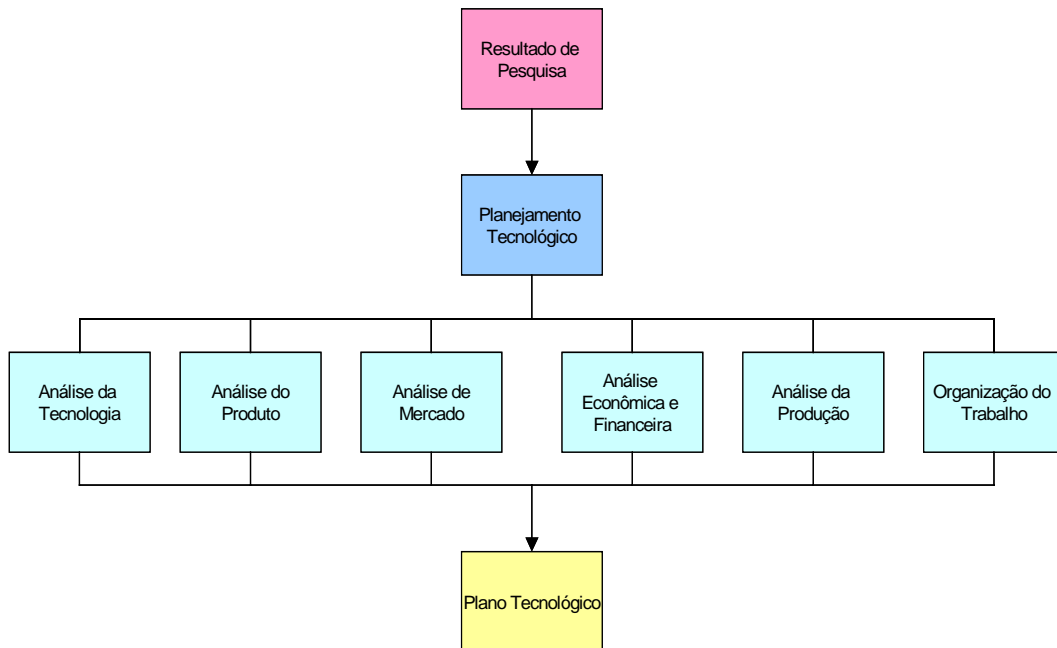 Resultado de
Pesquisa
Planejamento
Tecnológico
Análise da
Tecnologia
Análise do
Produto
Análise de
Mercado
Análise
Econômica e
Financeira
Análise da
Produção
Organização do
Trabalho
Plano Tecnológico